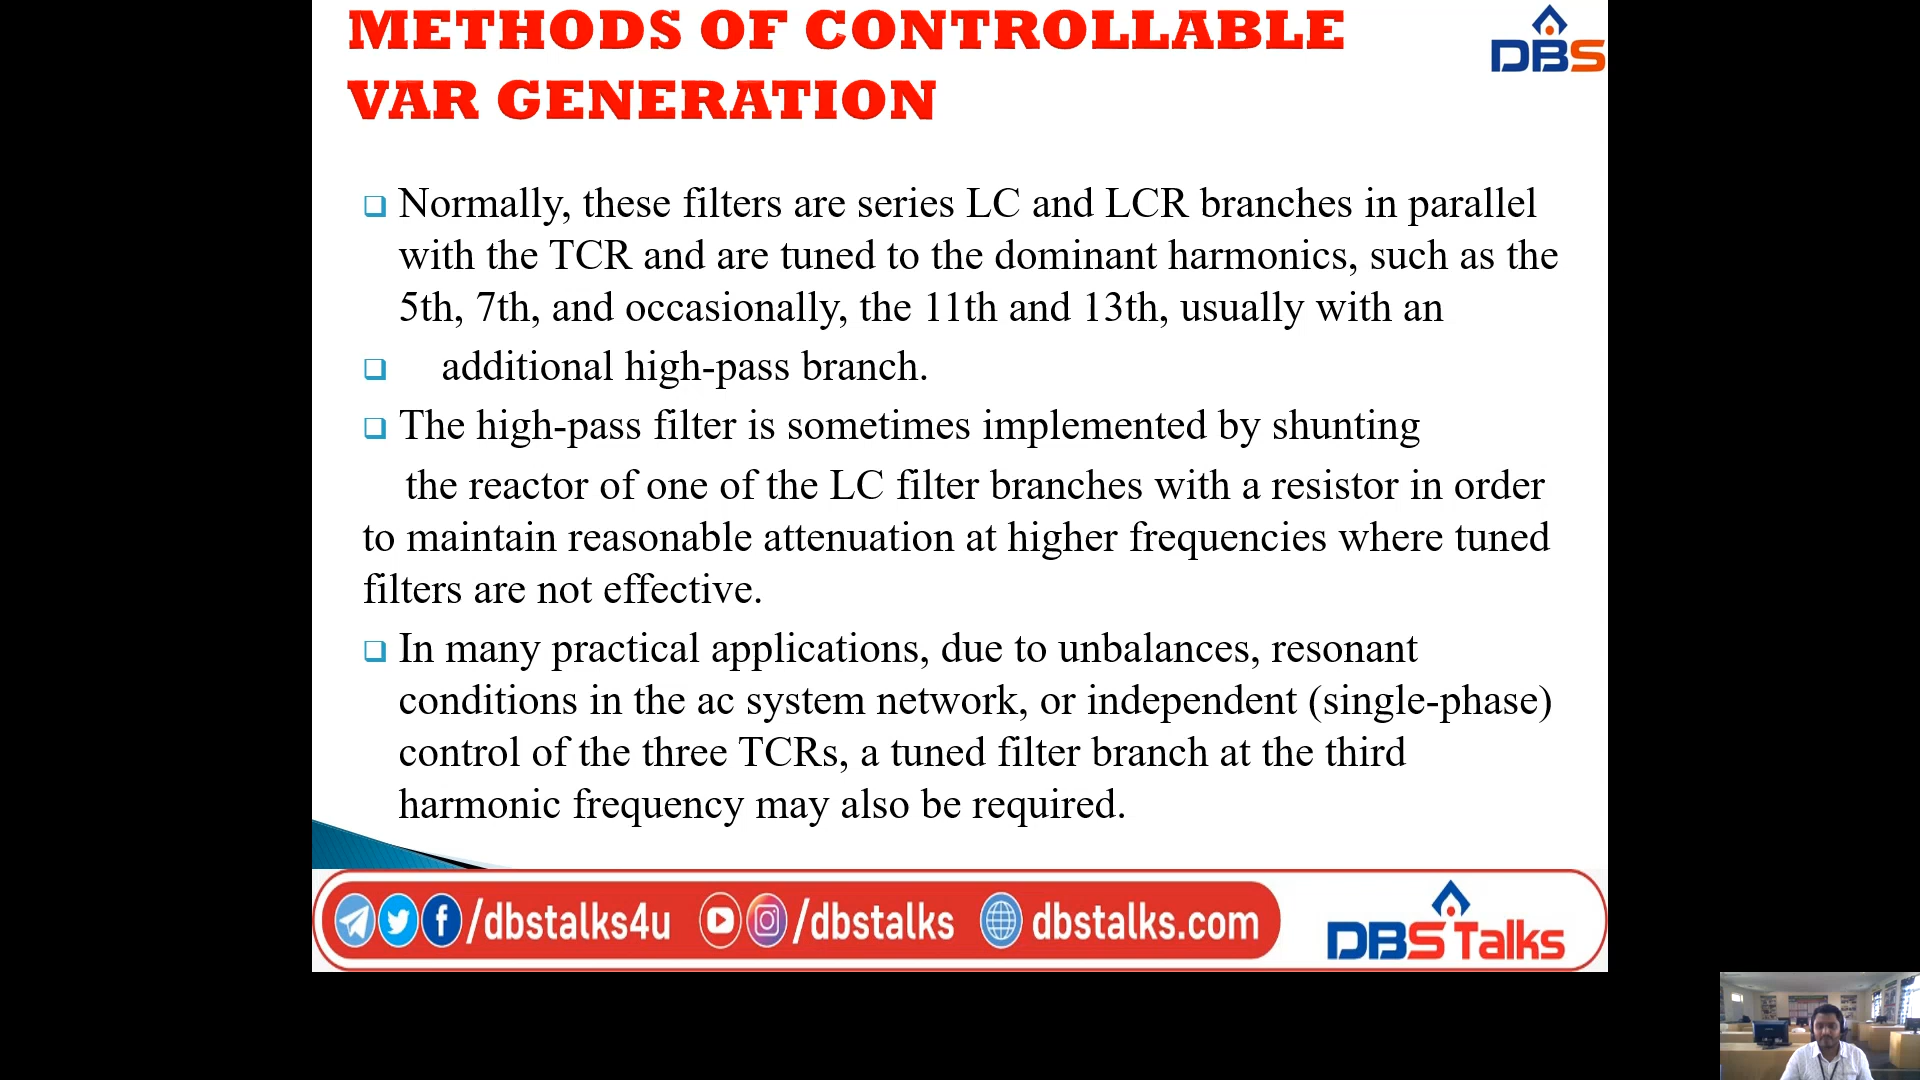 METHODS OF CONTROLLABLE
VAR GENERATION
DBS
Normally, these filters are series LC and LCR branches in parallel
with the TCR and are tuned to the dominant harmonics, such as the
5th, 7th, and occasionally, the 11th and 13th, usually with an
additional high-pass branch.
The high-pass filter is sometimes implemented by shunting
the reactor of one of the LC filter branches with a resistor in order
to maintain reasonable attenuation at higher frequencies where tuned
filters are not effective.
In many practical applications, due to unbalances, resonant
conditions in the ac system network, or independent (single-phase)
control of the three TCRs, a tuned filter branch at the third
harmonic frequency may also be required.
/dbstalks4u /dbstalks dbstalks.com
DBS Talks